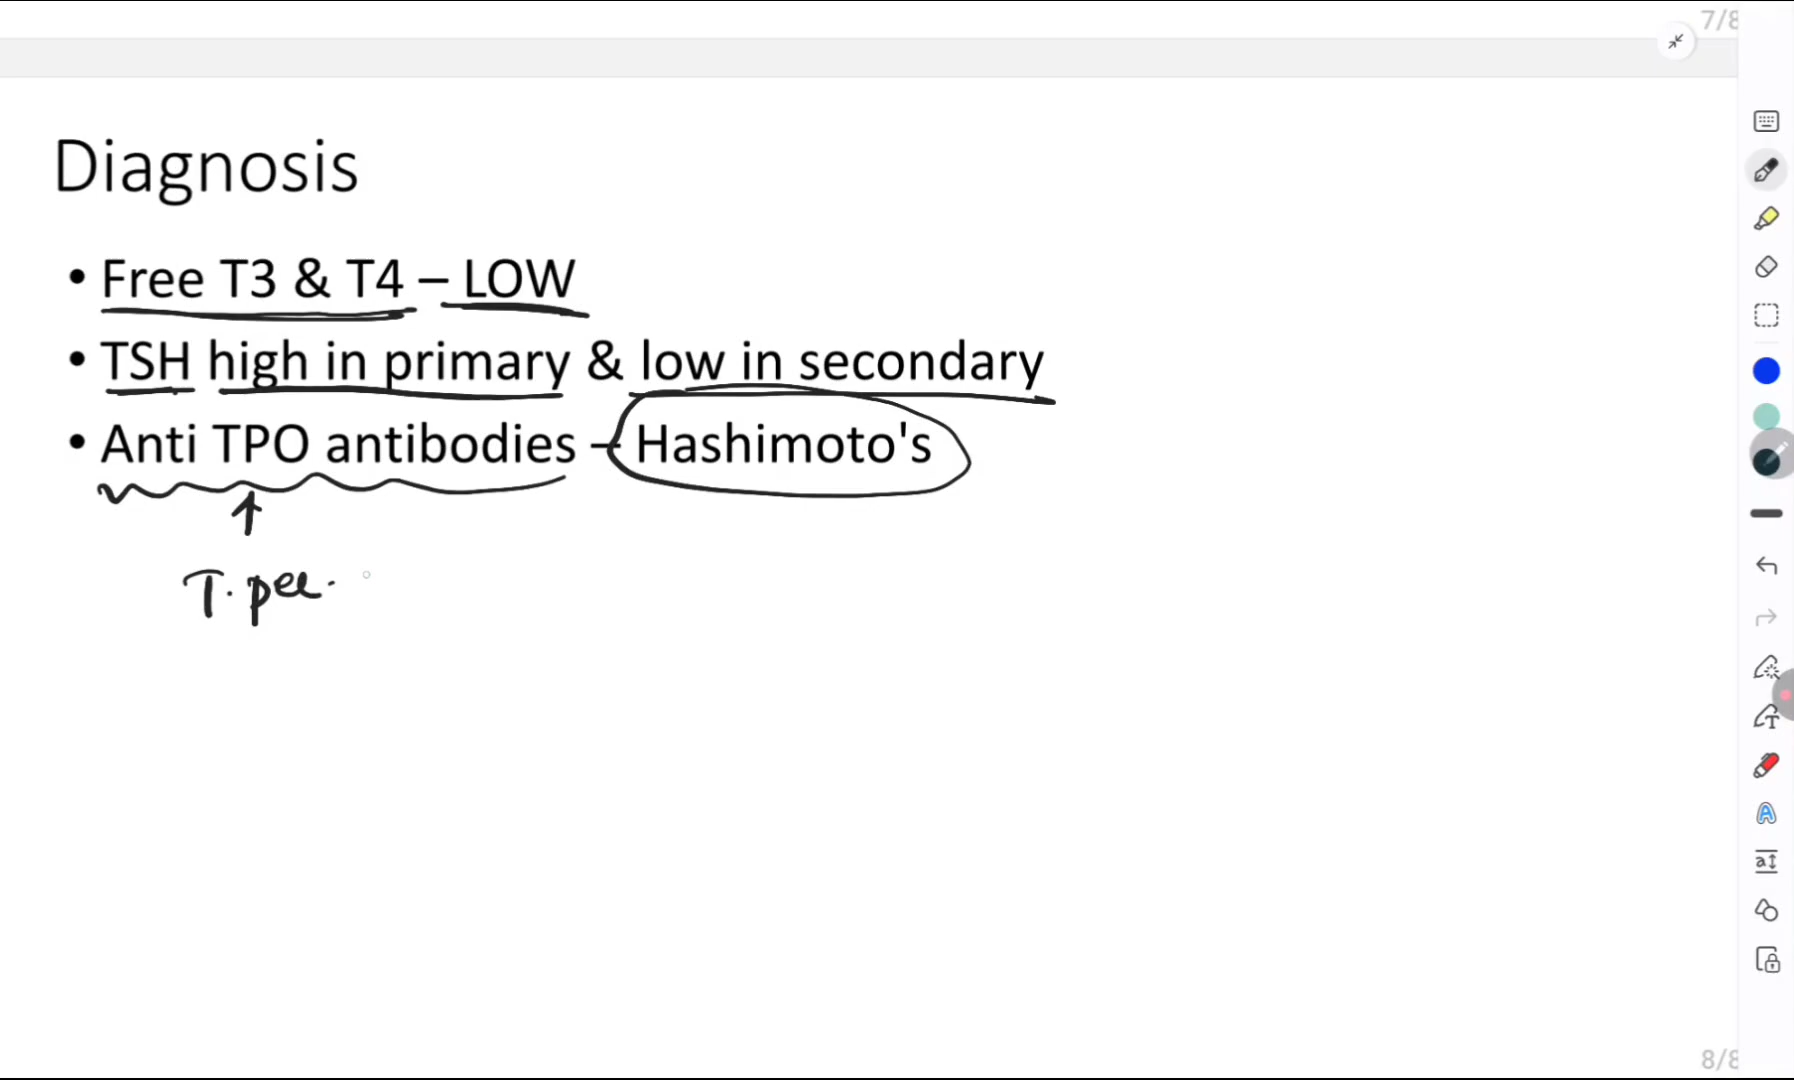 7/8
Diagnosis
• Free T3 & T4 – LOW
• TSH high in primary & low in secondary
• Anti TPO antibodies – Hashimoto's
↑
T. per.
8/8